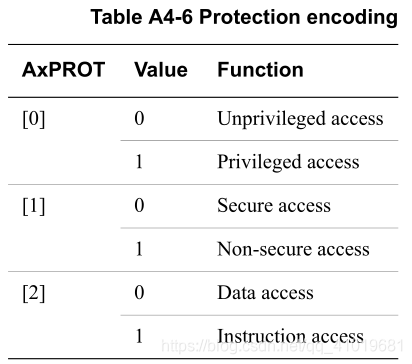 Table A4-6 Protection encoding
AxPROT Value Function
[0] 0 Unprivileged access
1 Privileged access
[1] 0 Secure access
1 Non-secure access
[2] 0 Data access
1 Instruction access
https://blog.csdn.net/qq_41019681